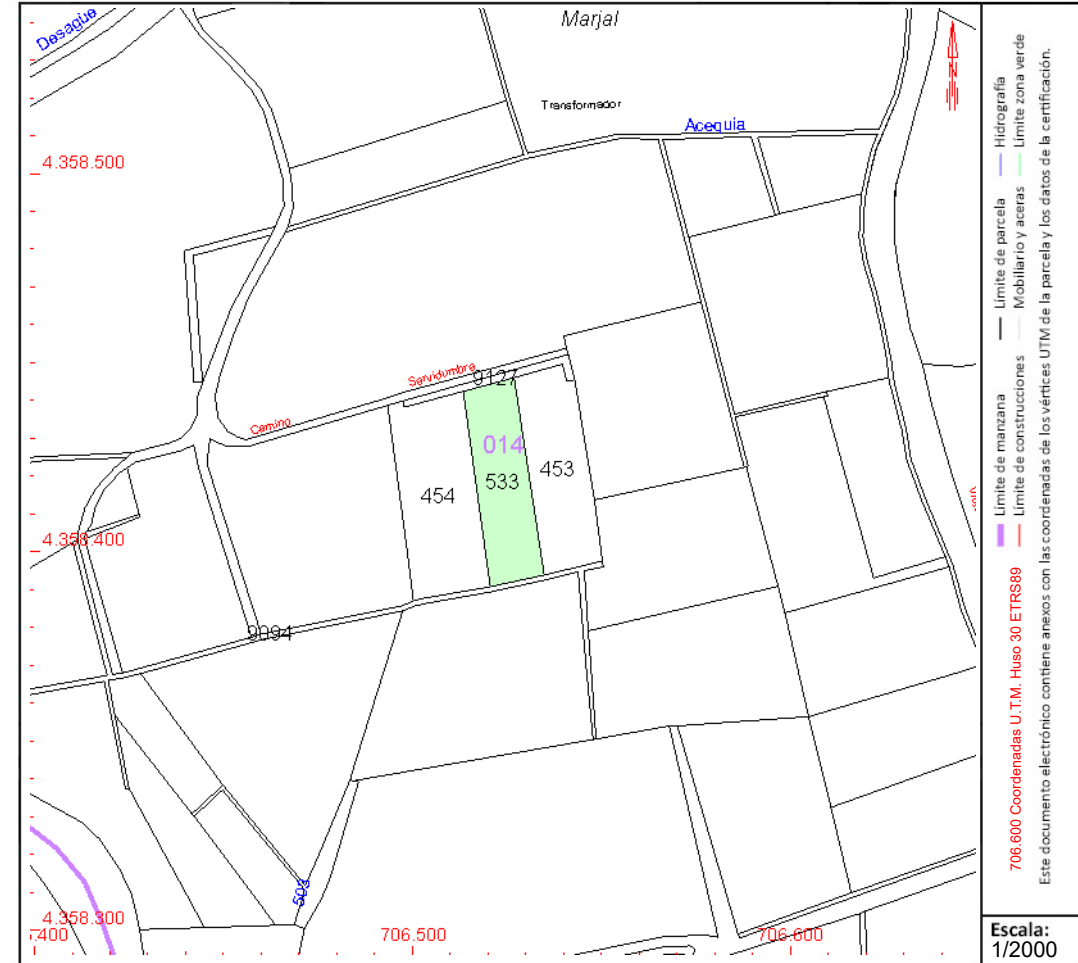 Desagüe
Marjal
Transformador
Acequia
4.358.500
Servidumbra
9127
Camino
014
533
453
454
4.358.400
9094
503
4.358.300
706.500
706.600
Límite de manzana
Límite de parcela
Hidrografía
Límite de construcciones
Mobiliario y aceras
Límite zona verde
706.600 Coordenadas U.T.M. Huso 30 ETRS89
Este documento electrónico contiene anexos con las coordenadas de los vértices UTM de la parcela y los datos de la certificación.
N
Escala:
1/2000